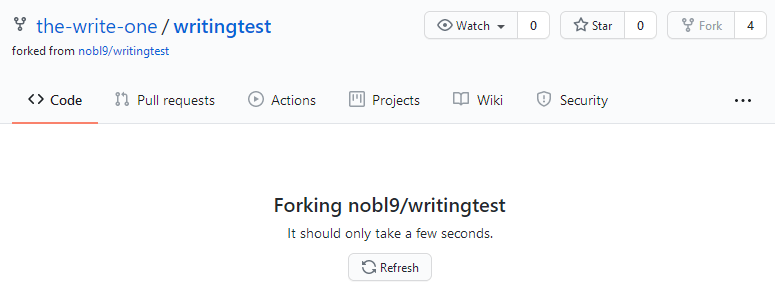 the-write-one / writingtest
forked from nobl9/writingtest
Watch 0 Star 0 Fork 4
Code Pull requests Actions Projects Wiki Security ...
Forking nobl9/writingtest
It should only take a few seconds.
Refresh